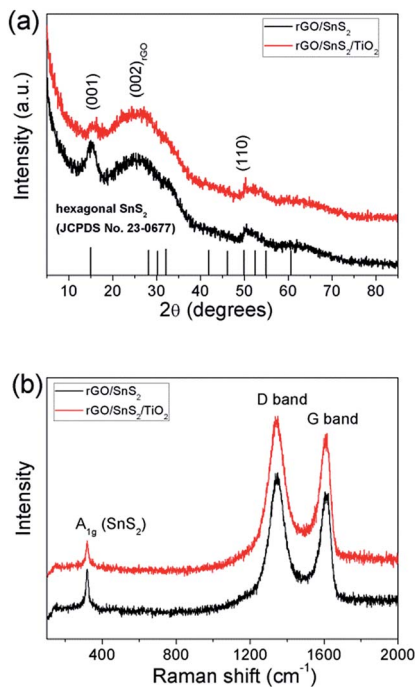 (a)
rGO/SnS2
rGO/SnS2/TiO2
(001)
(002)rGO
(110)
hexagonal SnS2
(JCPDS No. 23-0677)
Intensity (a.u.)
10 20 30 40 50 60 70 80
2θ (degrees)
(b)
rGO/SnS2
rGO/SnS2/TiO2
D band
G band
A1g (SnS2)
Intensity
400 800 1200 1600 2000
Raman shift (cm-1)